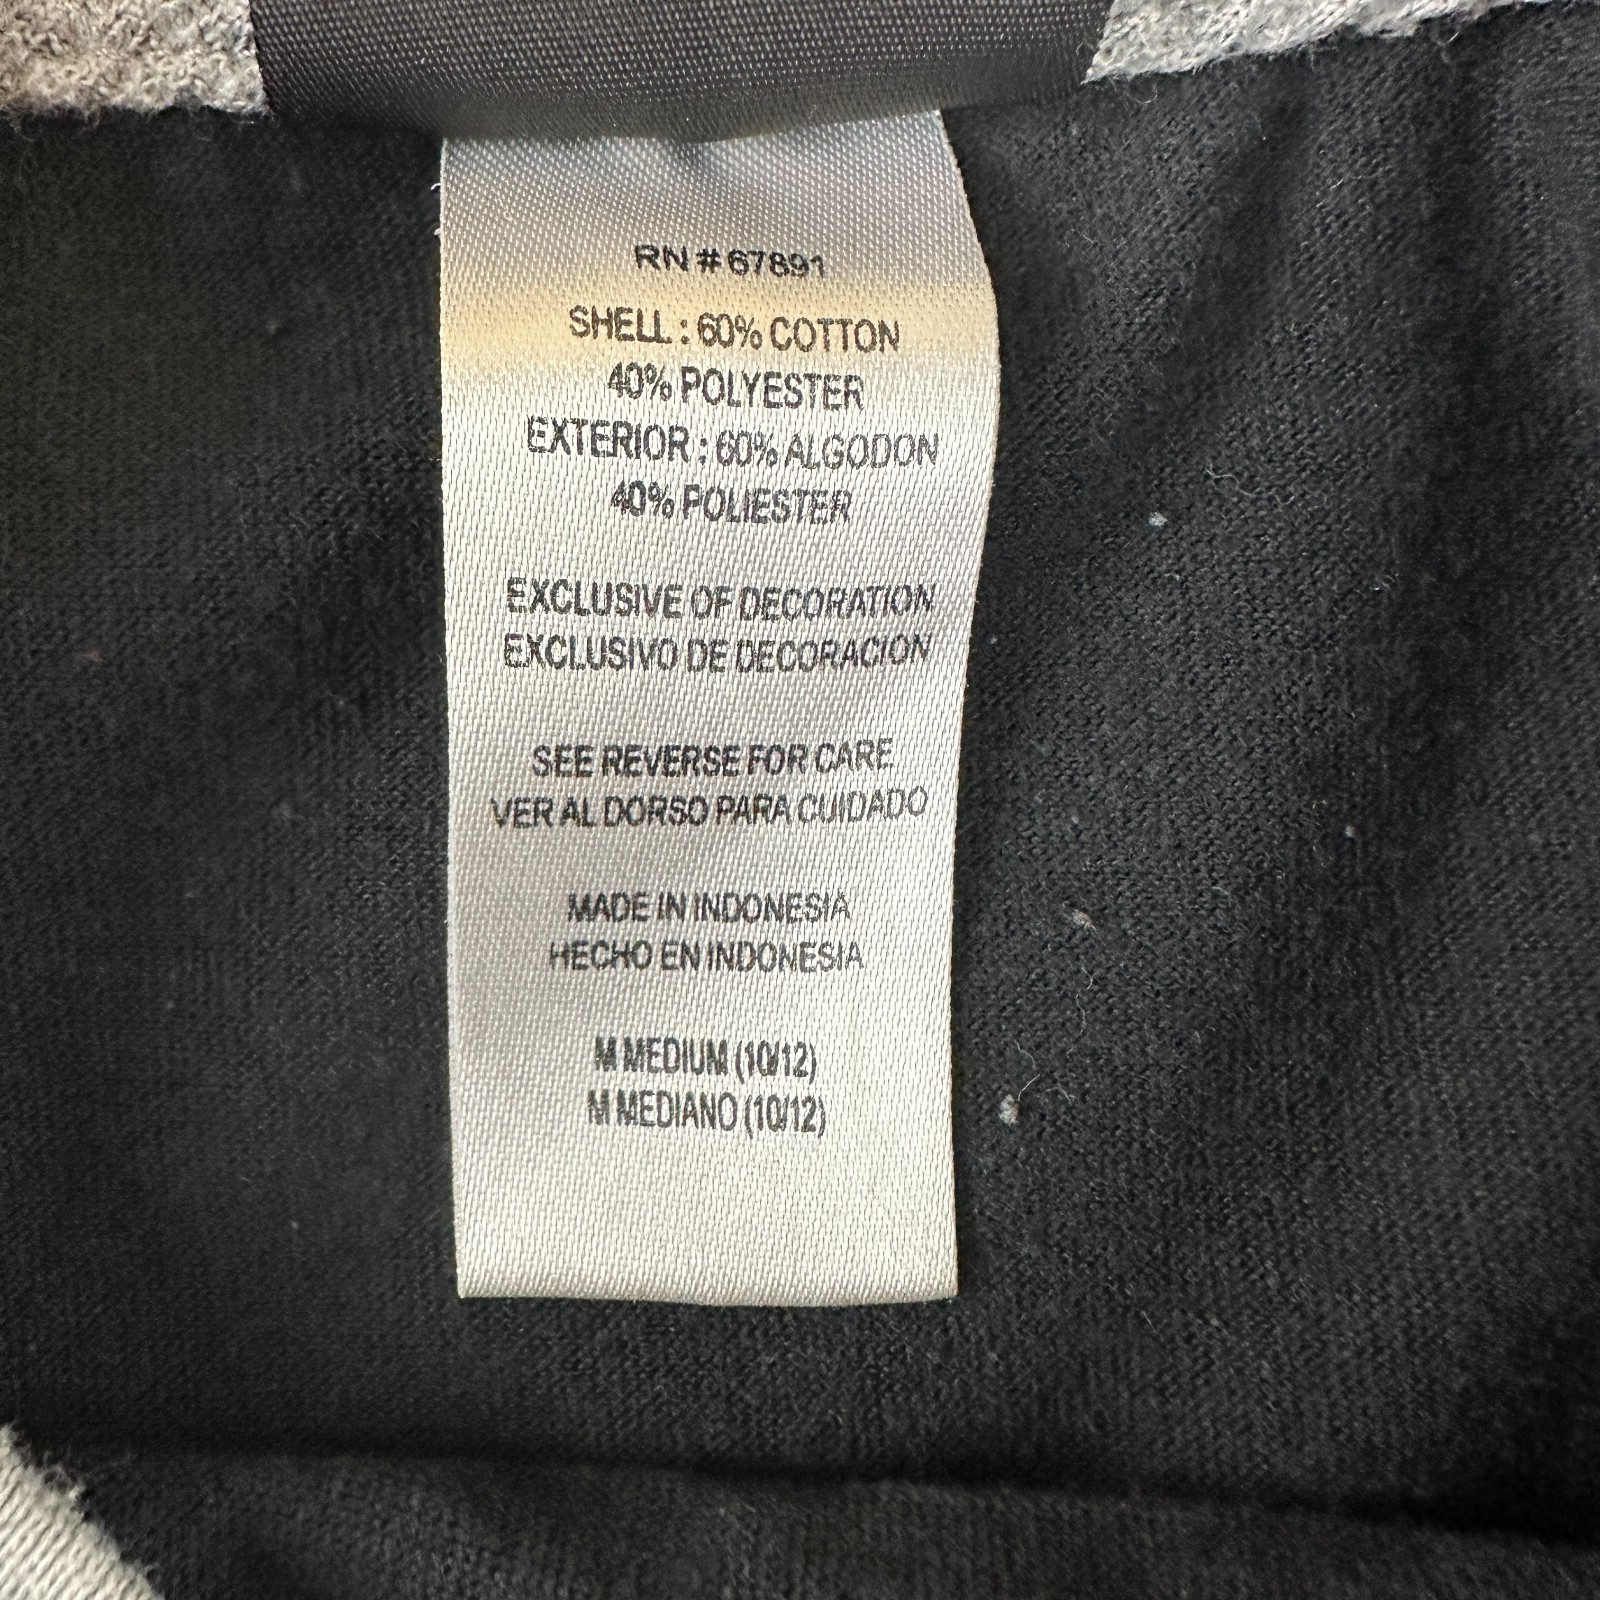 RN # 67891
SHELL : 60% COTTON
40% POLYESTER
EXTERIOR : 60% ALGODON
40% POLIESTER
EXCLUSIVE OF DECORATION
EXCLUSIVO DE DECORACION
SEE REVERSE FOR CARE
VER AL DORSO PARA CUIDADO
MADE IN INDONESIA
HECHO EN INDONESIA
M MEDIUM (10/12)
M MEDIANO (10/12)